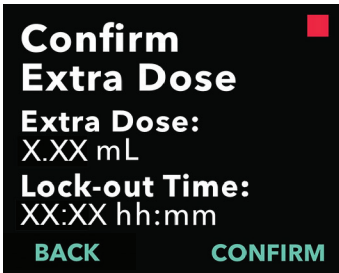 Confirm
Extra Dose
Extra Dose:
X.XX mL
Lock-out Time:
XX:XX hh:mm
BACK CONFIRM